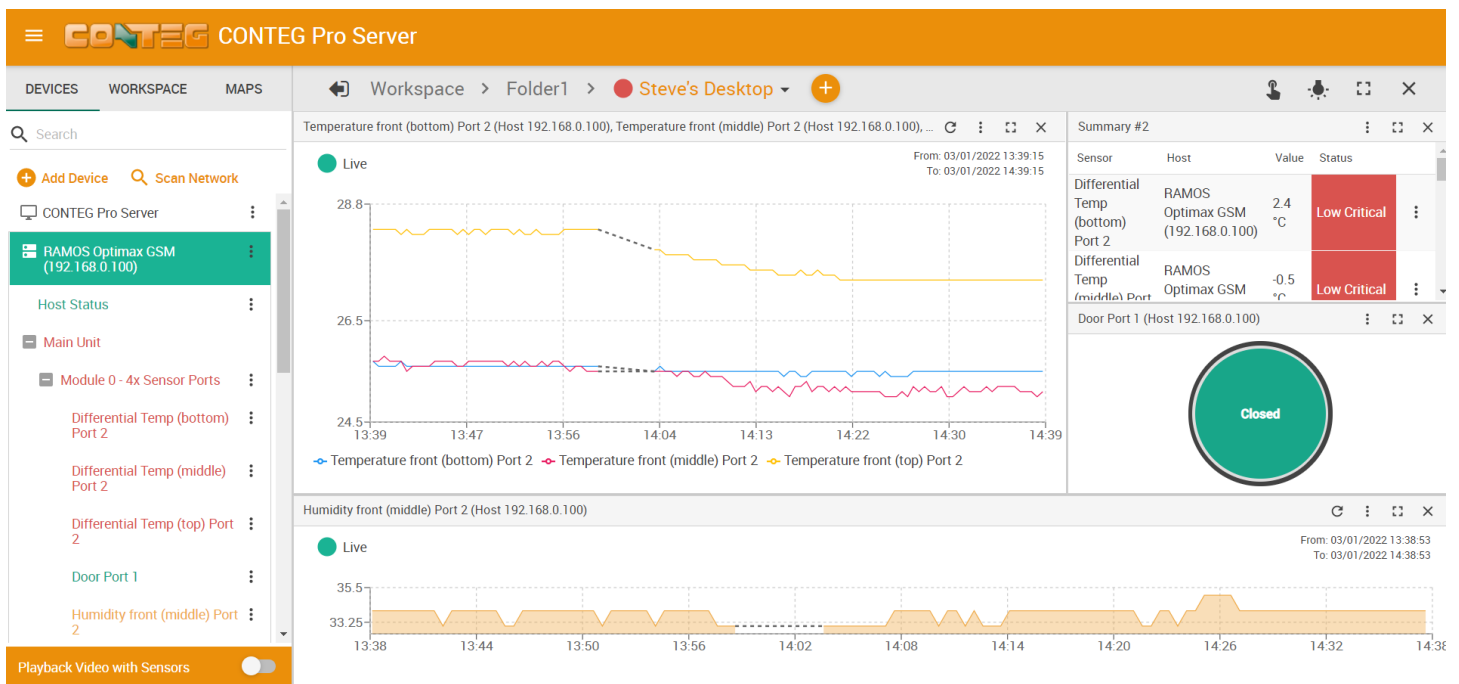 CONTEG CONTEG Pro Server
DEVICES WORKSPACE MAPS
Search
Add Device Scan Network
CONTEG Pro Server
RAMOS Optimax GSM
(192.168.0.100)
Host Status
Main Unit
Module 0 - 4x Sensor Ports
Differential Temp (bottom)
Port 2
Differential Temp (middle)
Port 2
Differential Temp (top) Port
2
Door Port 1
Humidity front (middle) Port
2
Playback Video with Sensors
Workspace > Folder1 > Steve's Desktop
Temperature front (bottom) Port 2 (Host 192.168.0.100), Temperature front (middle) Port 2 (Host 192.168.0.100), ...
Live
From: 03/01/2022 13:39:15
To: 03/01/2022 14:39:15
28.8
26.5
24.5
13:39 13:47 13:56 14:04 14:13 14:22 14:30 14:39
Temperature front (bottom) Port 2 Temperature front (middle) Port 2 Temperature front (top) Port 2
Summary #2
Sensor Host Value Status
Differential
Temp
(bottom)
Port 2
RAMOS
Optimax GSM
(192.168.0.100)
2.4
°C
Low Critical
Differential
Temp
(middle) Port
RAMOS
Optimax GSM
-0.5
°C
Low Critical
Door Port 1 (Host 192.168.0.100)
Closed
Humidity front (middle) Port 2 (Host 192.168.0.100)
Live
From: 03/01/2022 13:38:53
To: 03/01/2022 14:38:53
35.5
33.25
13:38 13:44 13:50 13:56 14:02 14:08 14:14 14:20 14:26 14:32 14:38